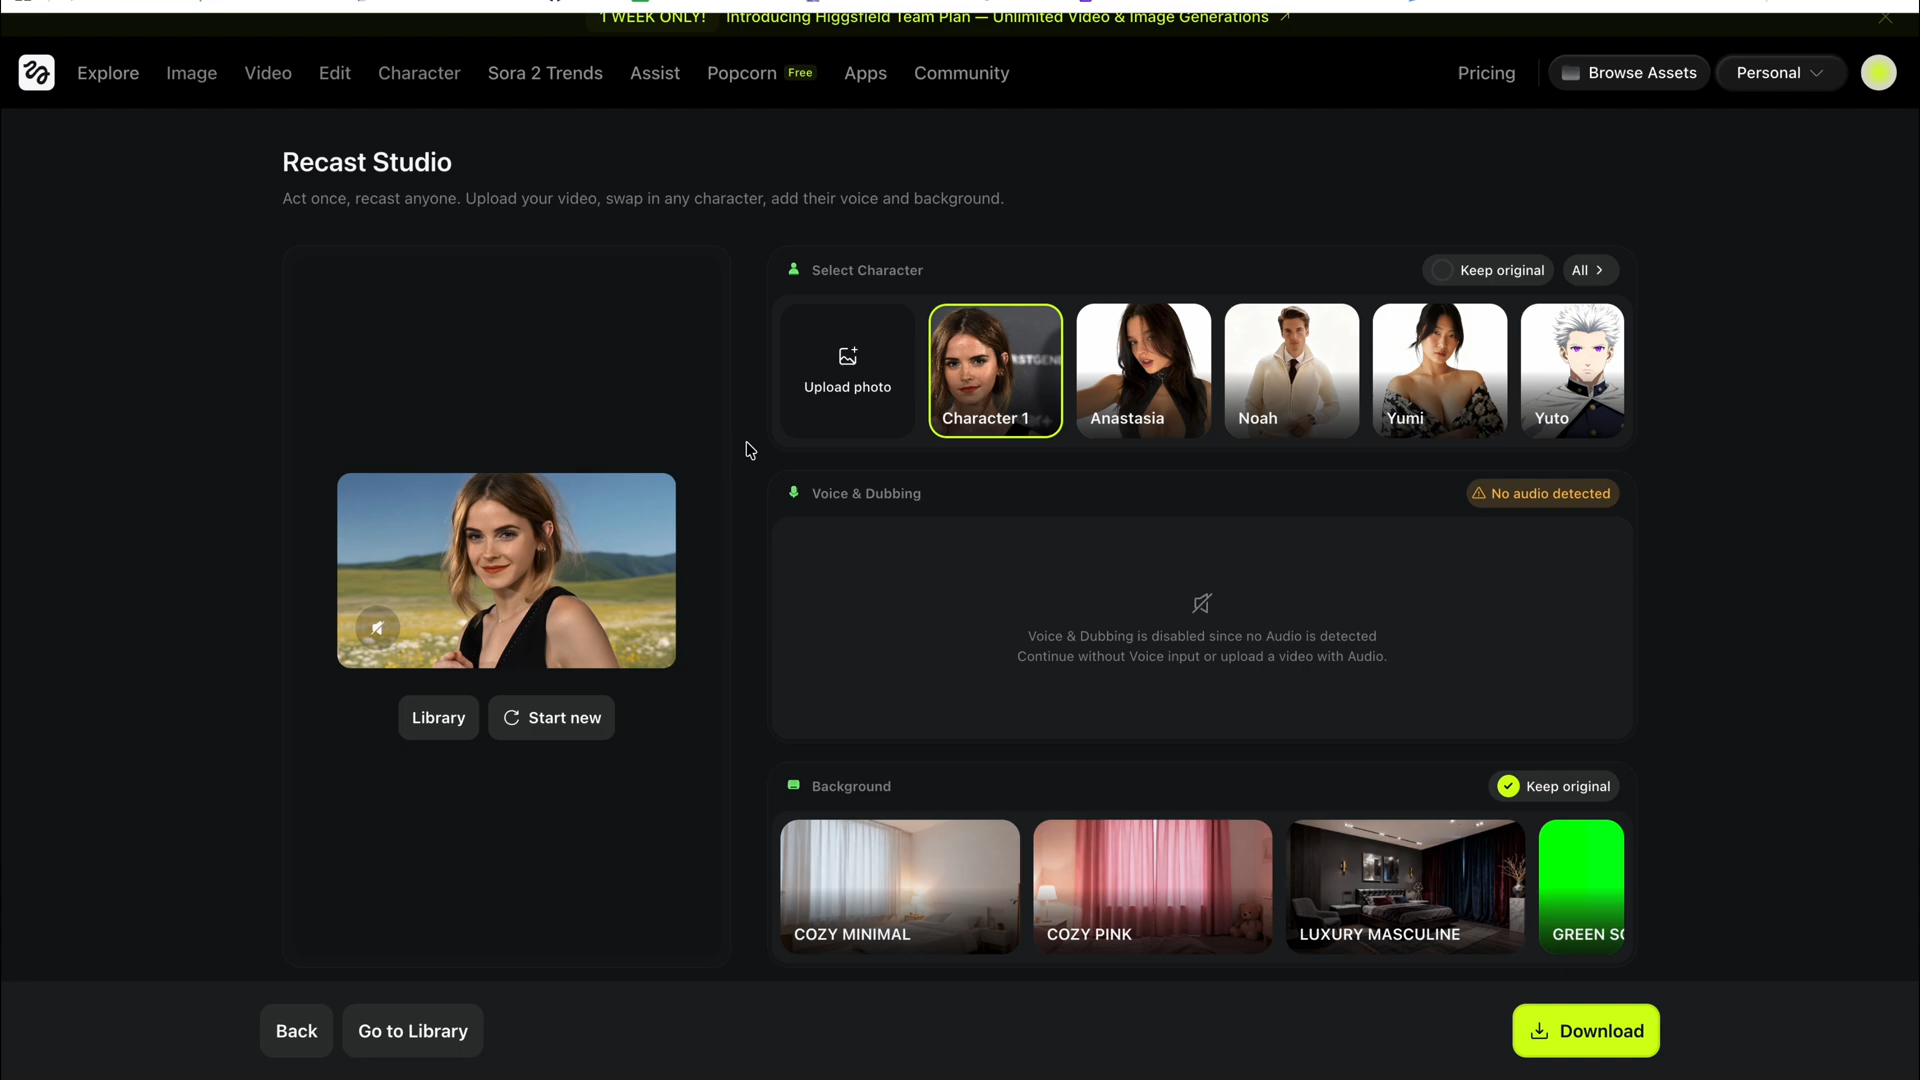 1 WEEK ONLY! Introducing Higgsfield Team Plan — Unlimited Video & Image Generations ↗
Explore Image Video Edit Character Sora 2 Trends Assist Popcorn Free Apps Community Pricing Browse Assets Personal
Recast Studio
Act once, recast anyone. Upload your video, swap in any character, add their voice and background.
Select Character Keep original All >
Upload photo
Character 1 Anastasia Noah Yumi Yuto
Voice & Dubbing No audio detected
Voice & Dubbing is disabled since no Audio is detected
Continue without Voice input or upload a video with Audio.
Library Start new
Background Keep original
COZY MINIMAL COZY PINK LUXURY MASCULINE GREEN SC
Back Go to Library Download